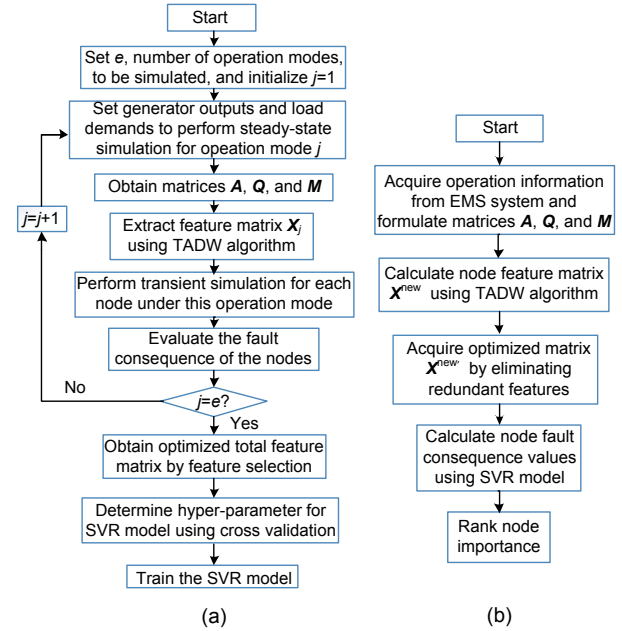 Start
Set e, number of operation modes,
to be simulated, and initialize j=1
Set generator outputs and load
demands to perform steady-state
simulation for opeation mode j
Obtain matrices A, Q, and M
j=j+1
Extract feature matrix Xj
using TADW algorithm
Perform transient simulation for each
node under this operation mode
Evaluate the fault
consequence of the nodes
No
j=e?
Yes
Obtain optimized total feature
matrix by feature selection
Determine hyper-parameter for
SVR model using cross validation
Train the SVR model
(a)
Start
Acquire operation information
from EMS system and
formulate matrices A, Q, and M
Calculate node feature matrix
Xnew using TADW algorithm
Acquire optimized matrix
Xnew' by eliminating
redundant features
Calculate node fault
consequence values
using SVR model
Rank node
importance
(b)